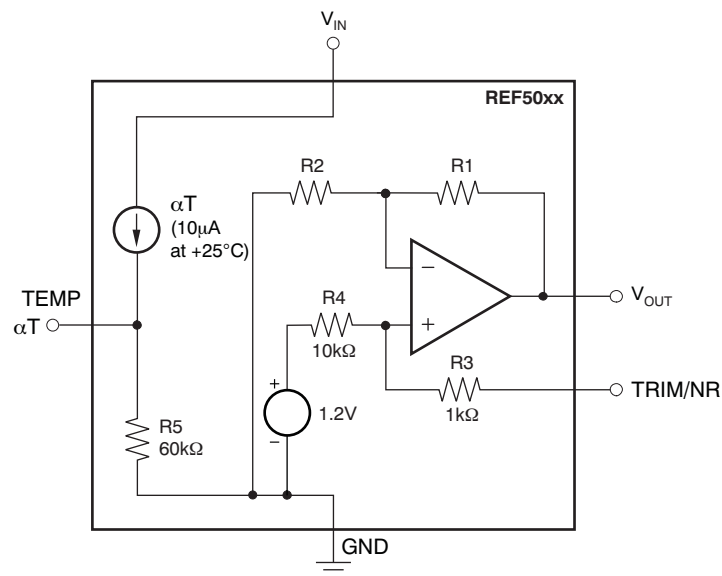 V_IN
REF50xx
R2
R1
αT
(10μA
at +25°C)
−
TEMP
αT
R4
10kΩ
+
V_OUT
R3
1kΩ
TRIM/NR
+
1.2V
−
R5
60kΩ
GND